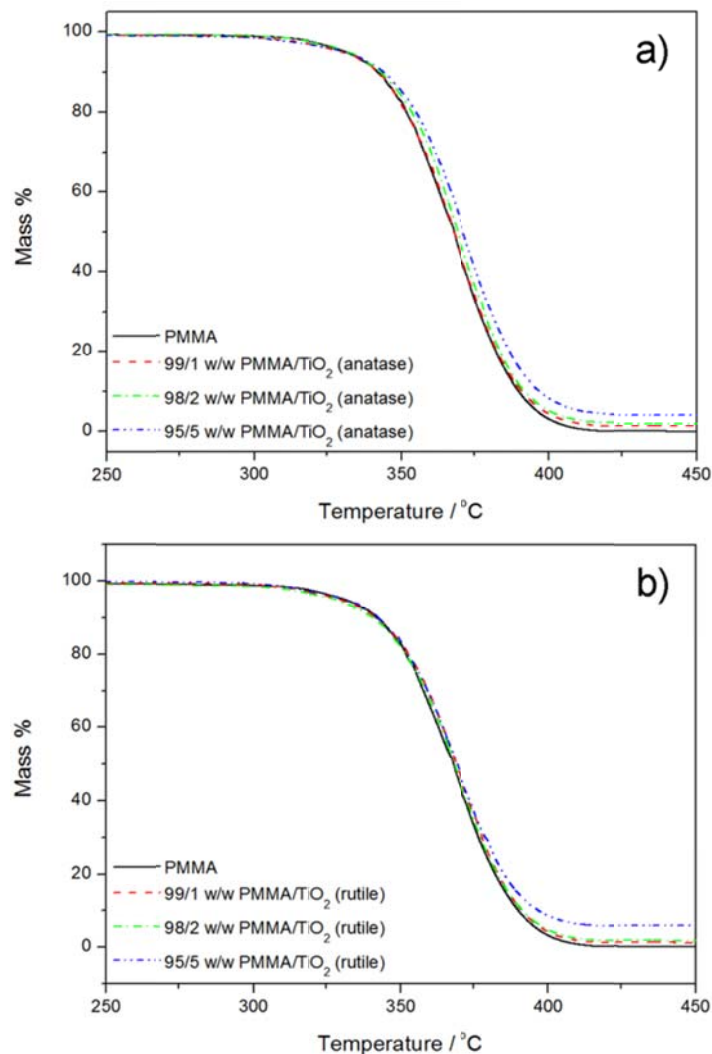 a)
100
80
60
40
20
0
Mass %
PMMA
99/1 w/w PMMA/TiO2 (anatase)
98/2 w/w PMMA/TiO2 (anatase)
95/5 w/w PMMA/TiO2 (anatase)
250 300 350 400 450
Temperature / °C
b)
100
80
60
40
20
0
Mass %
PMMA
99/1 w/w PMMA/TiO2 (rutile)
98/2 w/w PMMA/TiO2 (rutile)
95/5 w/w PMMA/TiO2 (rutile)
250 300 350 400 450
Temperature / °C